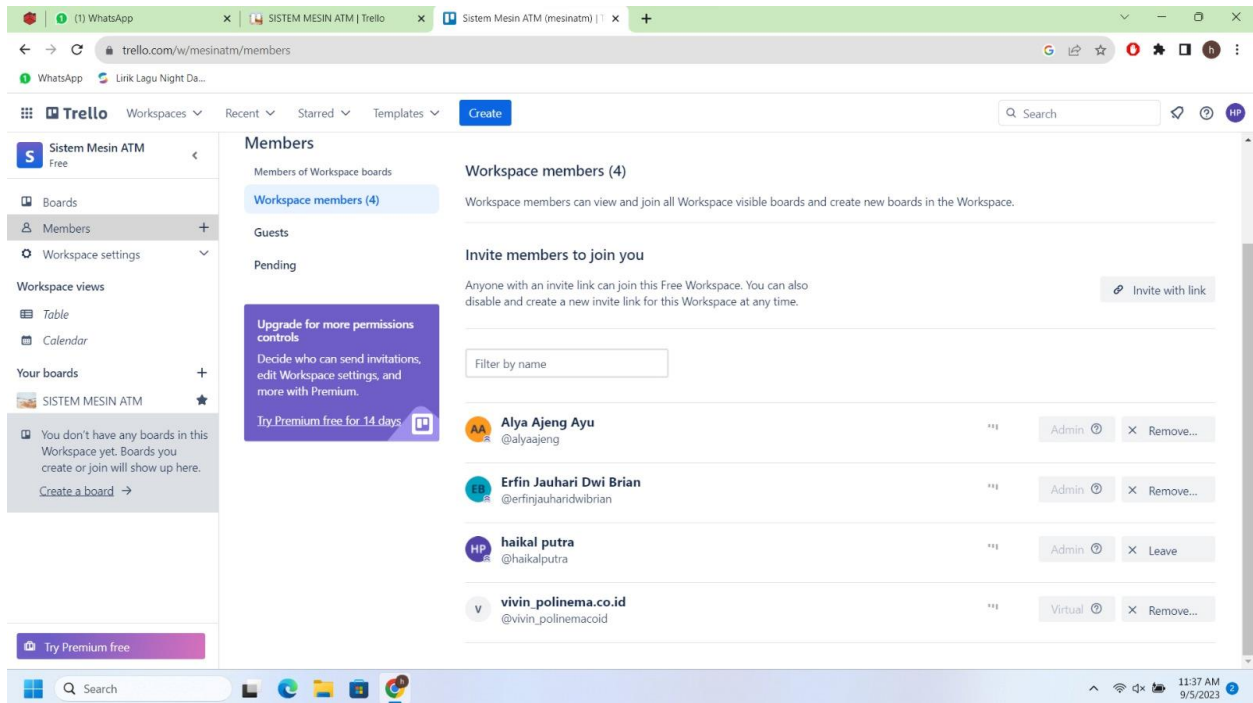 (1) WhatsApp
SISTEM MESIN ATM | Trello
Sistem Mesin ATM (mesinatm) |
trello.com/w/mesinatm/members
WhatsApp
Lirik Lagu Night Da...
Trello
Workspaces
Recent
Starred
Templates
Create
Search
HP
S
Sistem Mesin ATM
Free
Boards
Members
Workspace settings
Workspace views
Table
Calendar
Your boards
SISTEM MESIN ATM
You don't have any boards in this
Workspace yet. Boards you
create or join will show up here.
Create a board →
Try Premium free
Members
Members of Workspace boards
Workspace members (4)
Guests
Pending
Upgrade for more permissions
controls
Decide who can send invitations,
edit Workspace settings, and
more with Premium.
Try Premium free for 14 days
Workspace members (4)
Workspace members can view and join all Workspace visible boards and create new boards in the Workspace.
Invite members to join you
Anyone with an invite link can join this Free Workspace. You can also
disable and create a new invite link for this Workspace at any time.
Invite with link
Filter by name
AA
Alya Ajeng Ayu
@alyaajeng
Admin
Remove...
EB
Erfin Jauhari Dwi Brian
@erfinjauharidwibrian
Admin
Remove...
HP
haikal putra
@haikalputra
Admin
Leave
V
vivin_polinema.co.id
@vivin_polinemacoid
Virtual
Remove...
Search
11:37 AM
9/5/2023
2